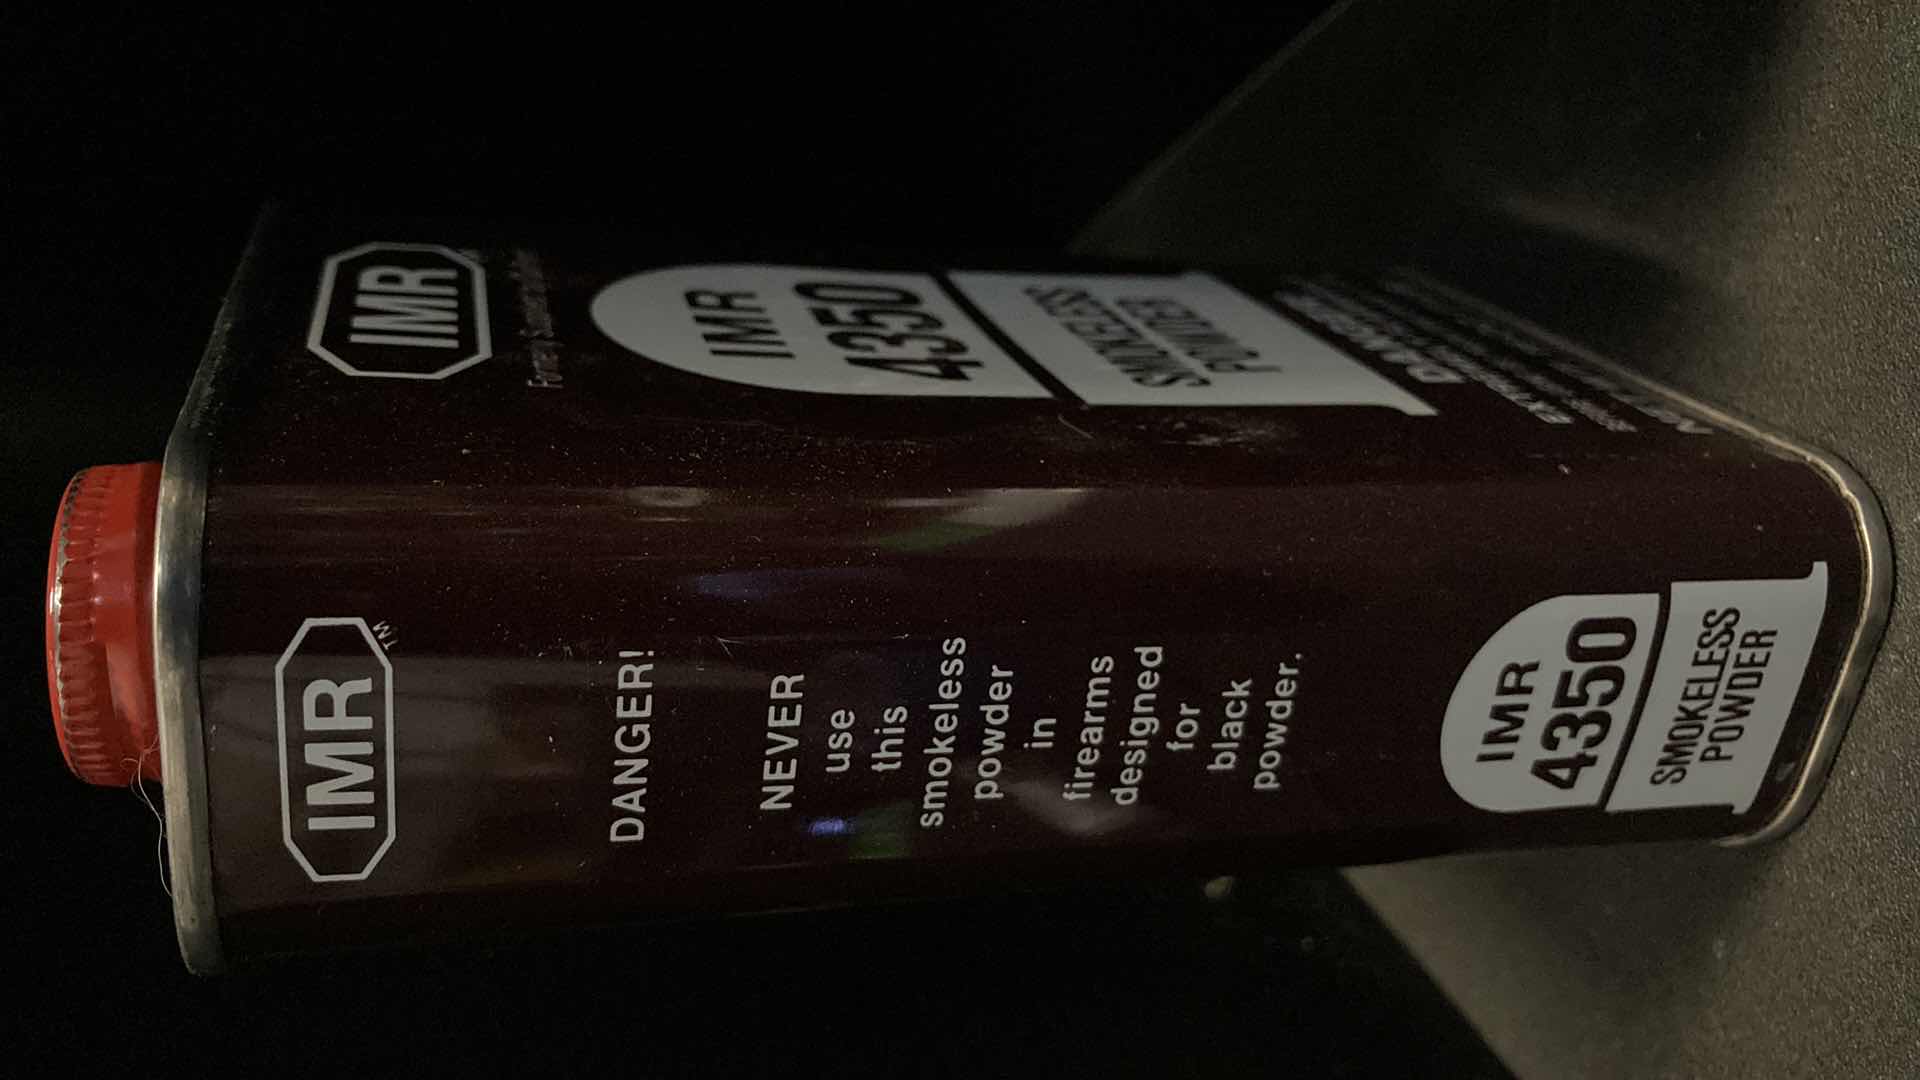 IMR
IMR
4350
SMOKELESS
POWDER
IMR™
DANGER!
NEVER
use
this
smokeless
powder
in
firearms
designed
for
black
powder.
IMR
4350
SMOKELESS
POWDER